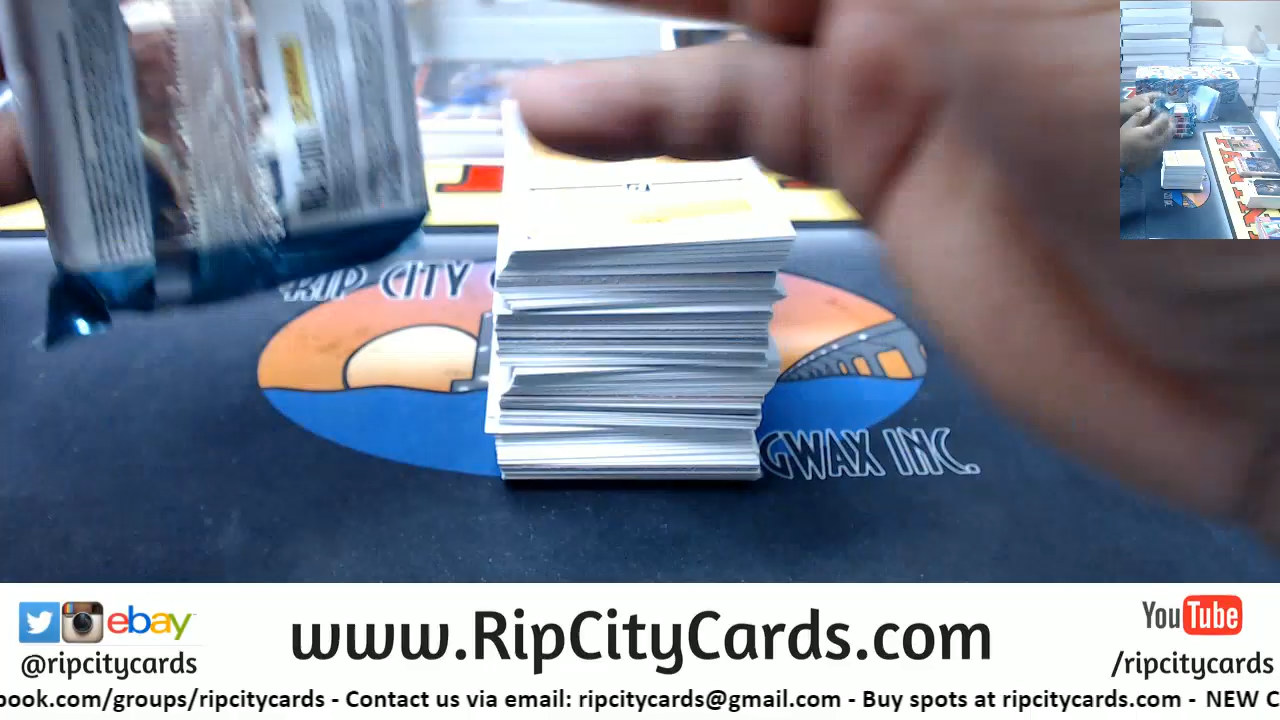 RIP CITY
GWAX INC.
ebay
@ripcitycards
www.RipCityCards.com
YouTube
/ripcitycards
book.com/groups/ripcitycards - Contact us via email: ripcitycards@gmail.com - Buy spots at ripcitycards.com - NEW C